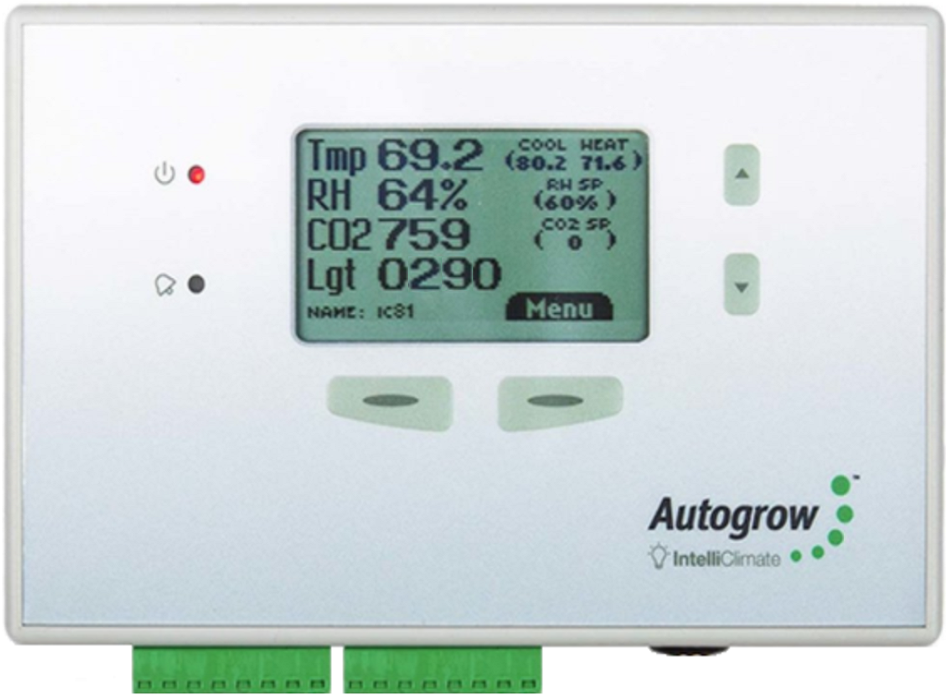 Tmp 69.2 COOL HEAT
(80.2 71.6)
RH 64% RH SP
(60%)
CO2 759 CO2 SP
( 0 )
Lgt 0290
NAME: IC81 Menu
Autogrow™
IntelliClimate